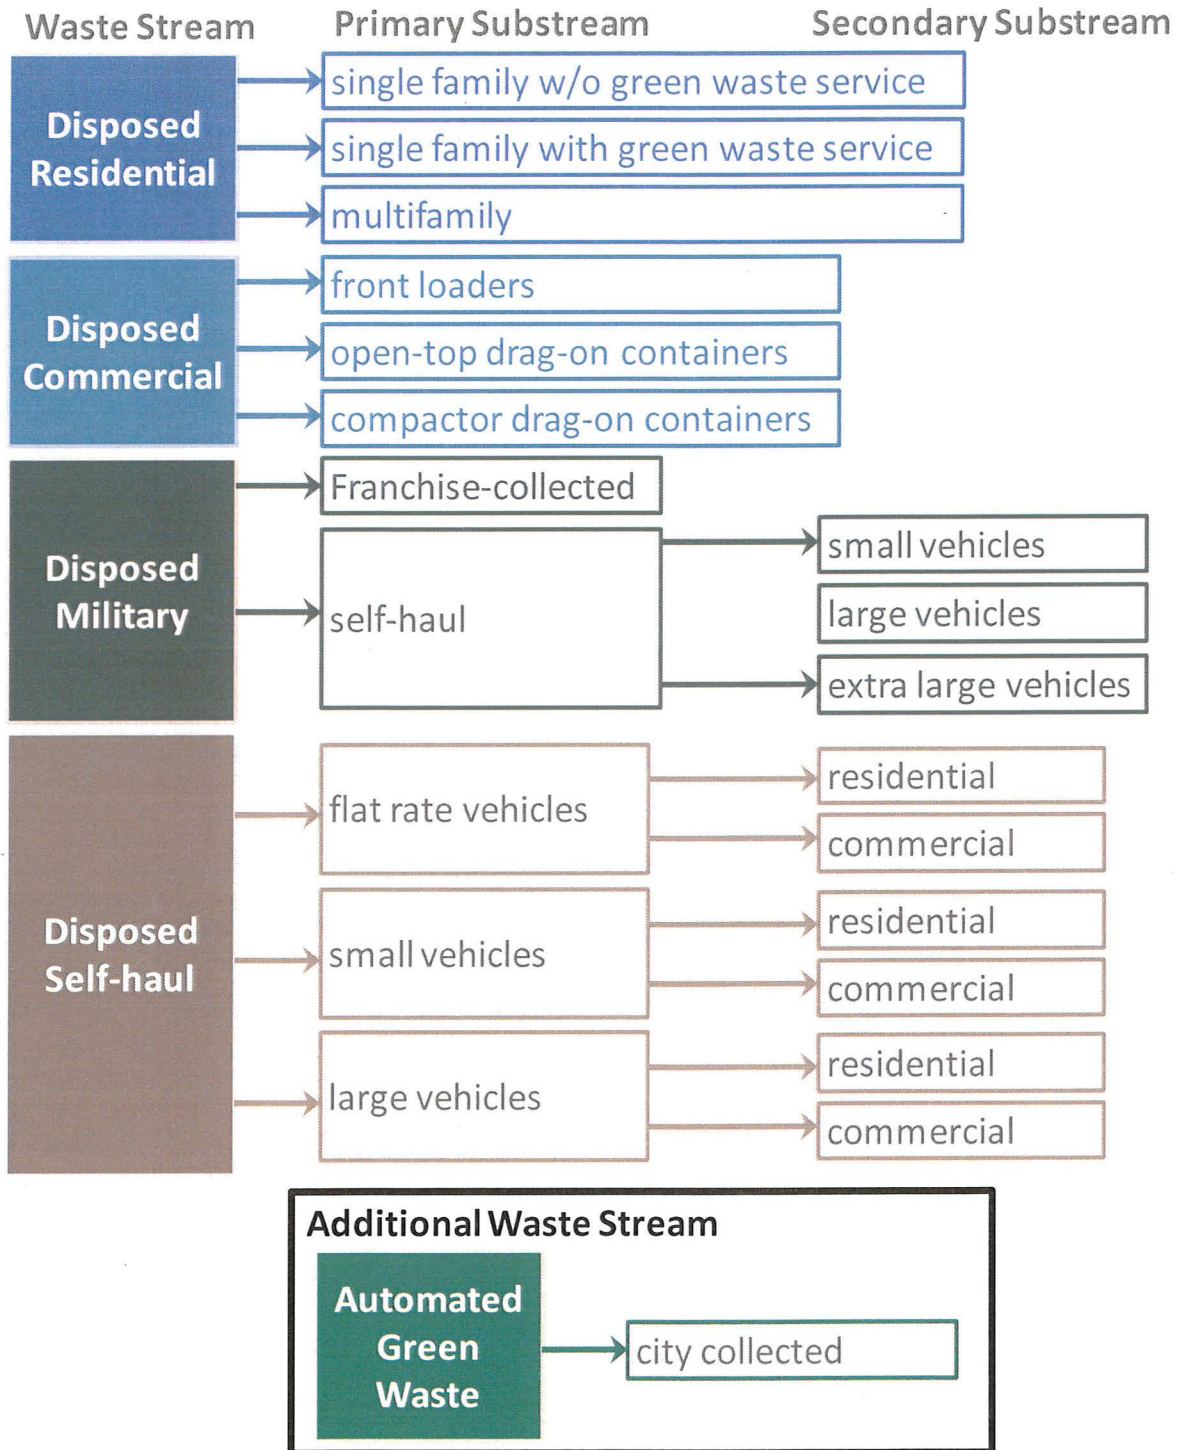 Waste Stream Primary Substream Secondary Substream
Disposed
Residential
single family w/o green waste service
single family with green waste service
multifamily
Disposed
Commercial
front loaders
open-top drag-on containers
compactor drag-on containers
Disposed
Military
Franchise-collected
self-haul
small vehicles
large vehicles
extra large vehicles
Disposed
Self-haul
flat rate vehicles
residential
commercial
small vehicles
residential
commercial
large vehicles
residential
commercial
Additional Waste Stream
Automated
Green
Waste
city collected